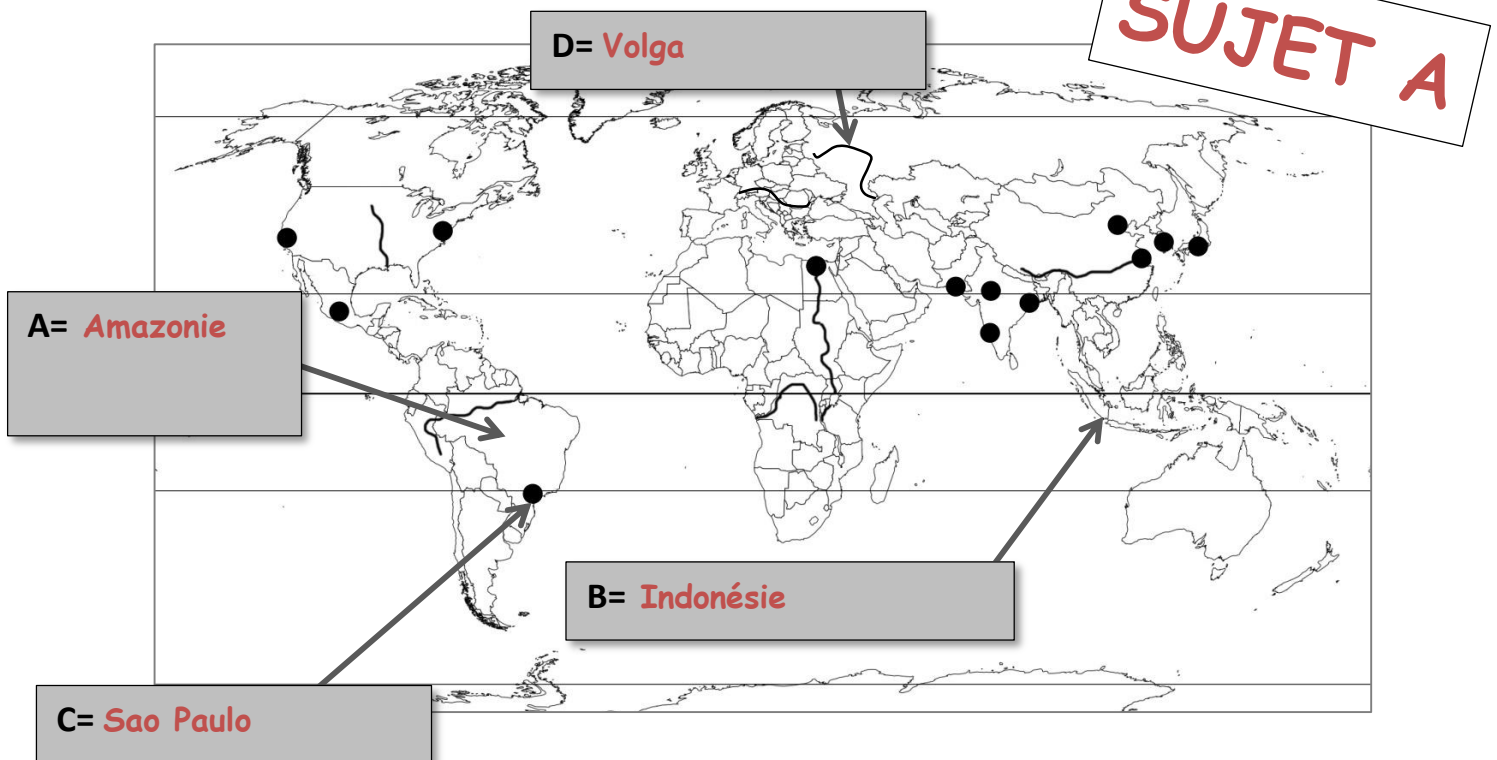 SUJET A
D= Volga
A= Amazonie
B= Indonésie
C= Sao Paulo